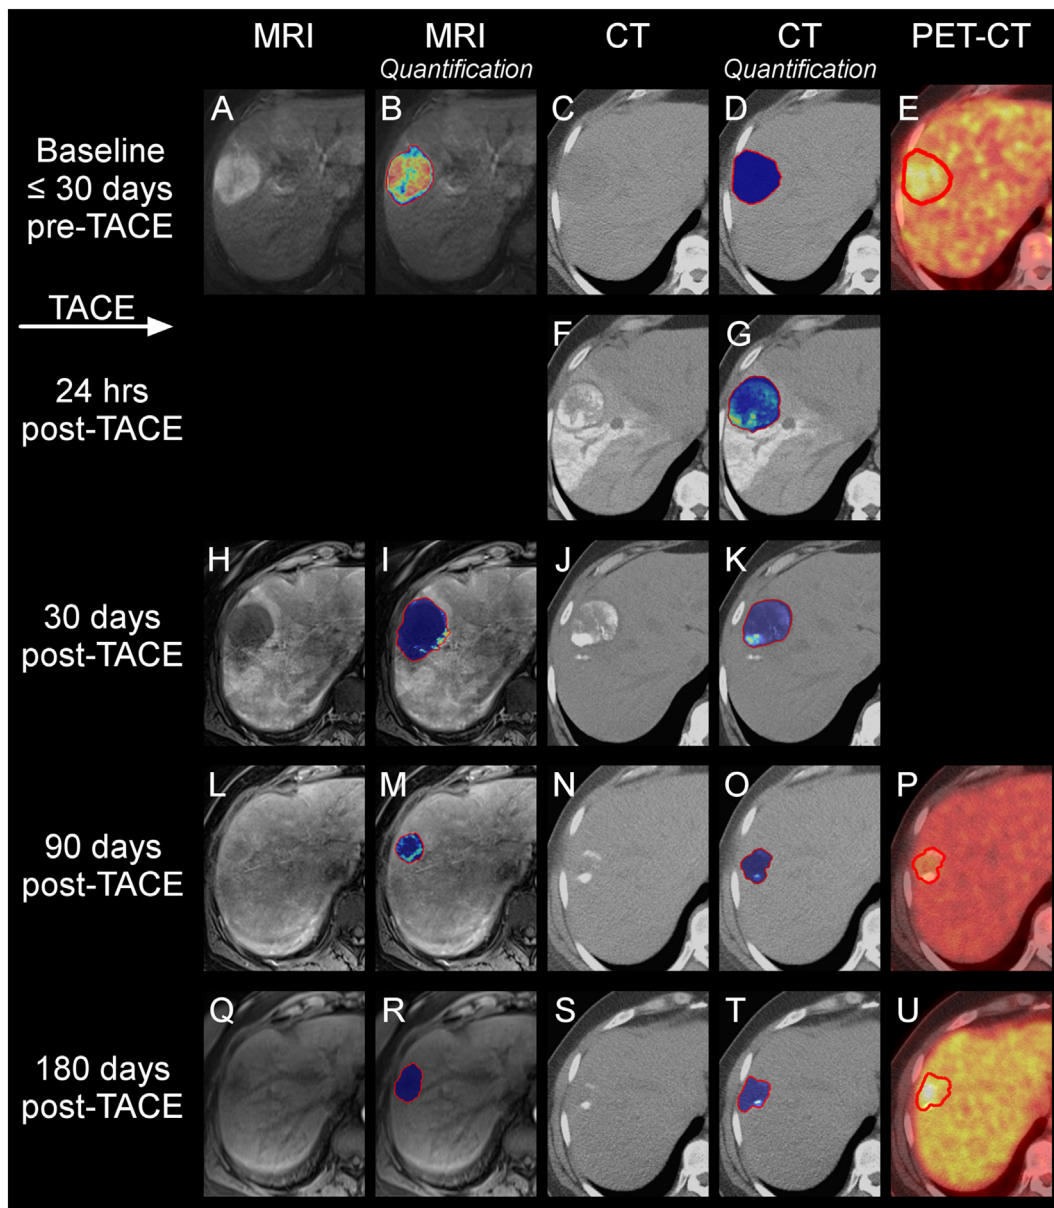 MRI MRI CT CT PET-CT
Quantification Quantification
A B C D E
Baseline
≤ 30 days
pre-TACE
TACE
F G
24 hrs
post-TACE
H I J K
30 days
post-TACE
L M N O P
90 days
post-TACE
Q R S T U
180 days
post-TACE